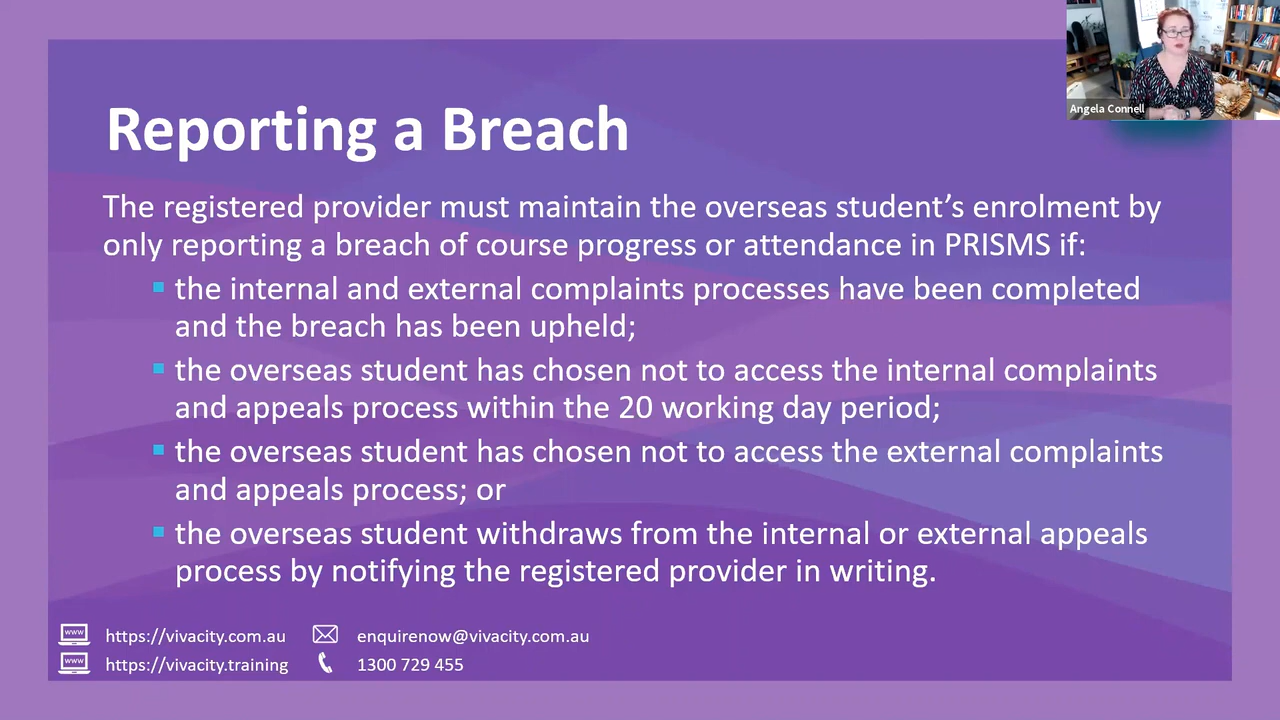 Angela Connell
Reporting a Breach
The registered provider must maintain the overseas student’s enrolment by
only reporting a breach of course progress or attendance in PRISMS if:
the internal and external complaints processes have been completed
and the breach has been upheld;
the overseas student has chosen not to access the internal complaints
and appeals process within the 20 working day period;
the overseas student has chosen not to access the external complaints
and appeals process; or
the overseas student withdraws from the internal or external appeals
process by notifying the registered provider in writing.
www https://vivacity.com.au enquirenow@vivacity.com.au
www https://vivacity.training 1300 729 455